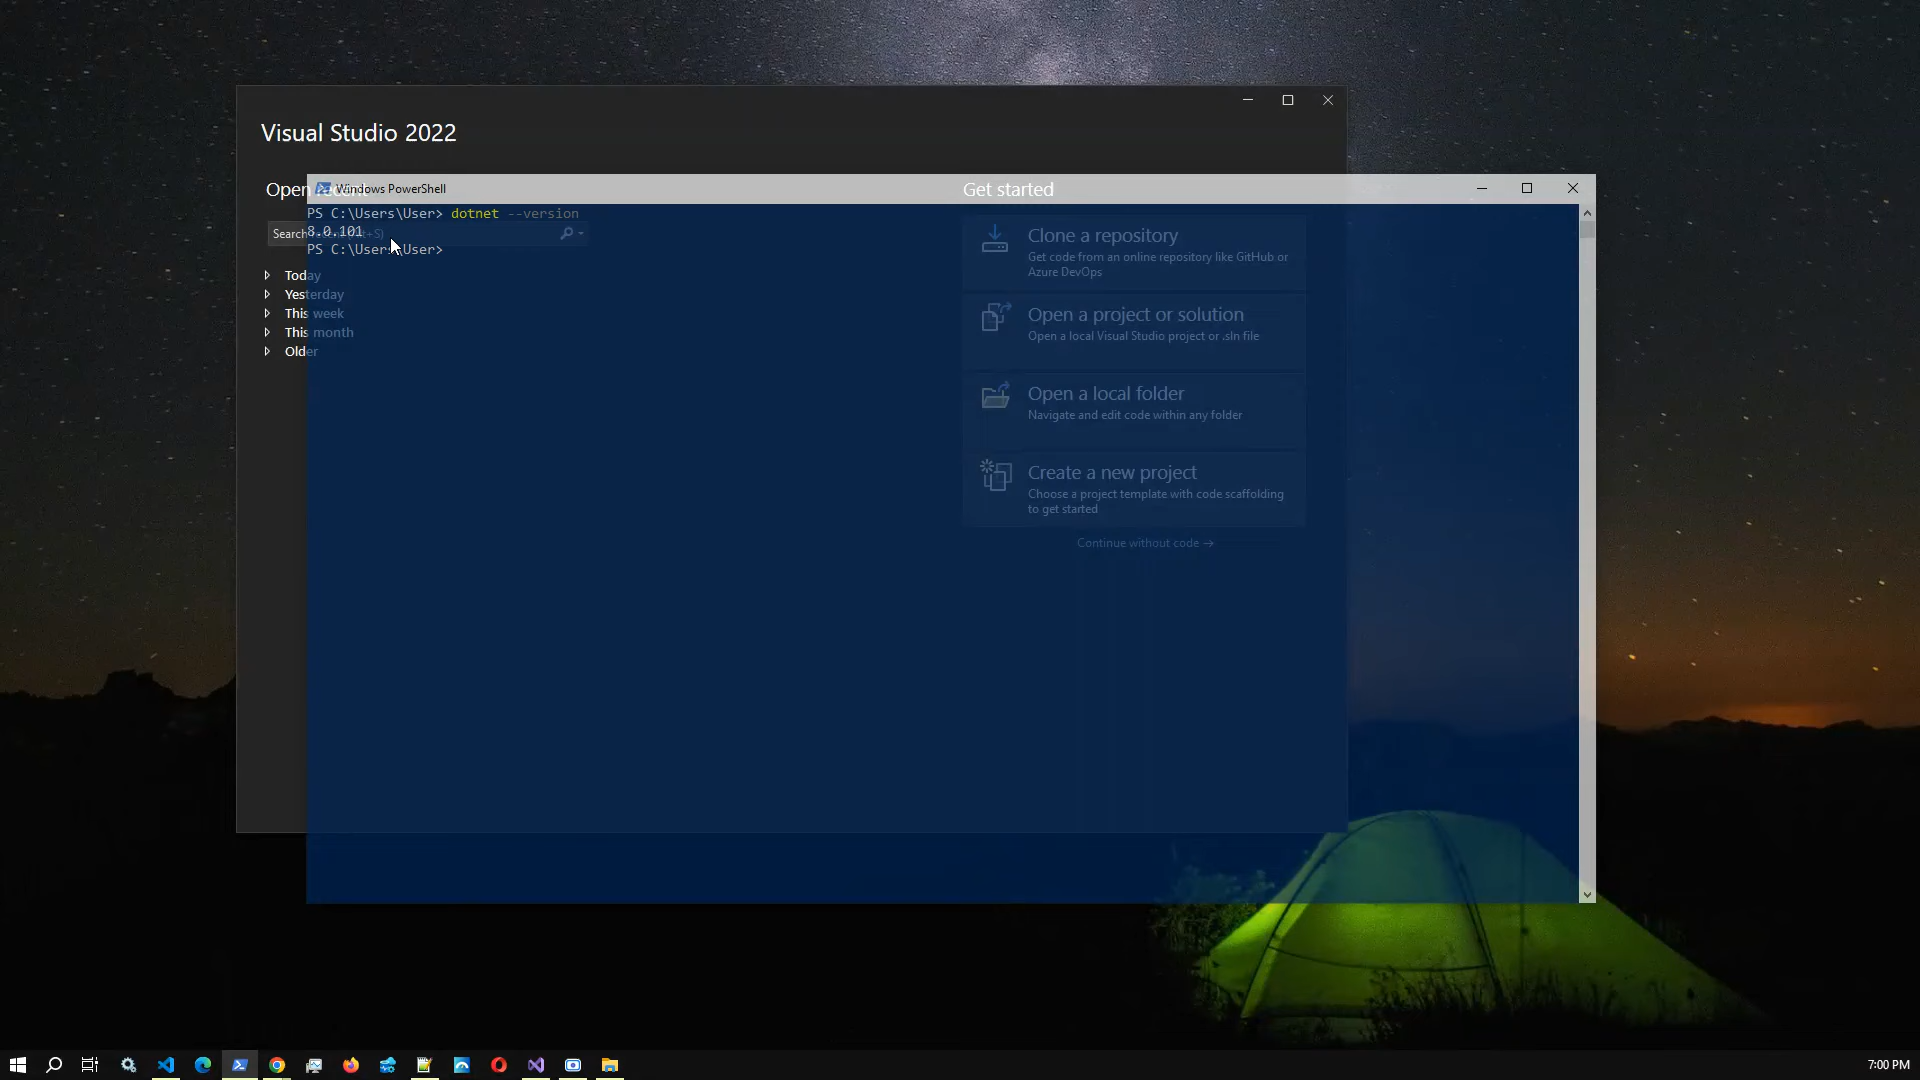 Visual Studio 2022
Open recent
Windows PowerShell
Get started
PS C:\Users\User> dotnet --version
8.0.101
PS C:\Users\User>
Search
Today
Yesterday
This week
This month
Older
Clone a repository
Get code from an online repository like GitHub or
Azure DevOps
Open a project or solution
Open a local Visual Studio project or .sln file
Open a local folder
Navigate and edit code within any folder
Create a new project
Choose a project template with code scaffolding
to get started
Continue without code →
7:00 PM